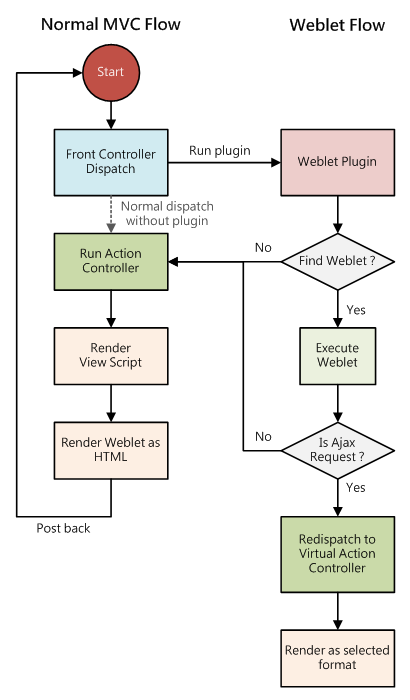 Normal MVC Flow
Weblet Flow
Start
Front Controller
Dispatch
Run plugin
Weblet Plugin
Normal dispatch
without plugin
Run Action
Controller
No
Find Weblet ?
Yes
Render
View Script
Execute
Weblet
Render Weblet as
HTML
No
Is Ajax
Request ?
Yes
Post back
Redispatch to
Virtual Action
Controller
Render as selected
format